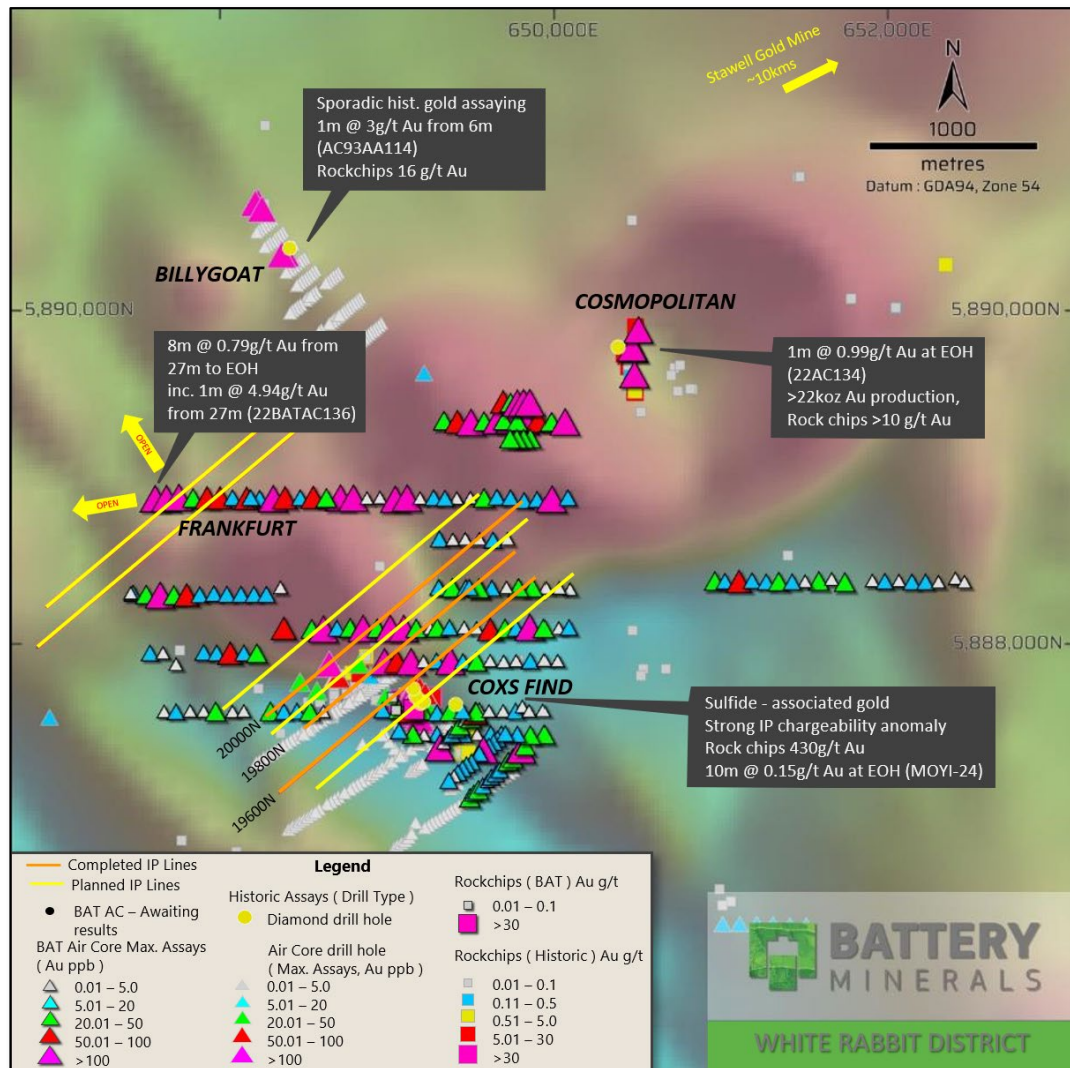 650,000E
652,000E
Stawell Gold Mine
~10kms
N
1000
metres
Datum : GDA94, Zone 54
Sporadic hist. gold assaying
1m @ 3g/t Au from 6m
(AC93AA114)
Rockchips 16 g/t Au
BILLYGOAT
COSMOPOLITAN
5,890,000N
5,890,000N
8m @ 0.79g/t Au from
27m to EOH
inc. 1m @ 4.94g/t Au
from 27m (22BATAC136)
1m @ 0.99g/t Au at EOH
(22AC134)
>22koz Au production,
Rock chips >10 g/t Au
OPEN
OPEN
FRANKFURT
5,888,000N
COXS FIND
Sulfide - associated gold
Strong IP chargeability anomaly
Rock chips 430g/t Au
10m @ 0.15g/t Au at EOH (MOYI-24)
20000N
19800N
19600N
Legend
Completed IP Lines
Planned IP Lines
BAT AC – Awaiting
results
BAT Air Core Max. Assays
( Au ppb)
0.01 – 5.0
5.01 – 20
20.01 – 50
50.01 – 100
>100
Historic Assays ( Drill Type )
Diamond drill hole
Air Core drill hole
( Max. Assays, Au ppb)
0.01 – 5.0
5.01 – 20
20.01 – 50
50.01 – 100
>100
Rockchips ( BAT ) Au g/t
0.01 – 0.1
>30
Rockchips ( Historic ) Au g/t
0.01 – 0.1
0.11 – 0.5
0.51 – 5.0
5.01 – 30
>30
BATTERY
MINERALS
WHITE RABBIT DISTRICT